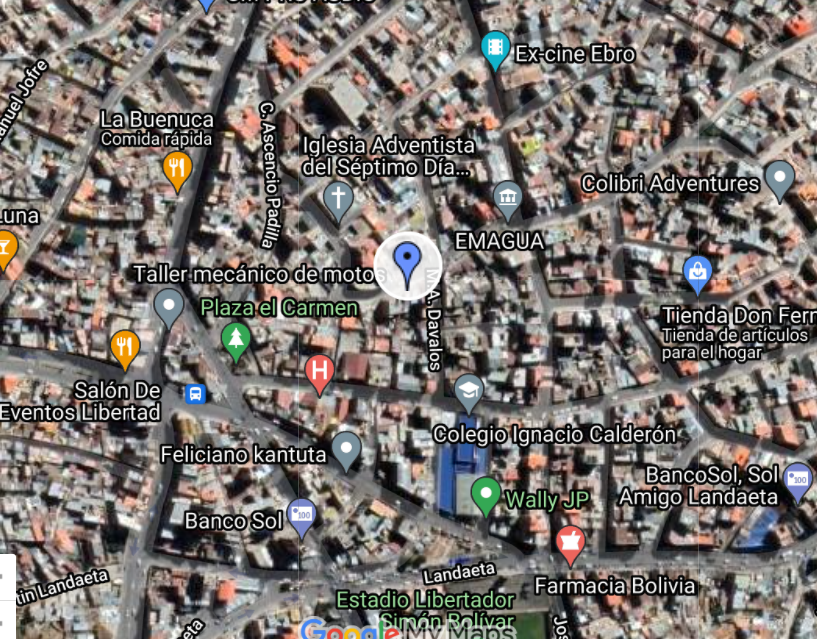 Ex-cine Ebro
La Buenuca
Comida rápida
C. Ascencio Padilla
Iglesia Adventista
del Séptimo Día...
Colibri Adventures
EMAGUA
Taller mecánico de motos
Plaza el Carmen
M. A. Davalos
Tienda Don Fern
Tienda de artículos
para el hogar
Salón De
Eventos Libertad
Colegio Ignacio Calderón
Feliciano kantuta
BancoSol, Sol
Amigo Landaeta
Wally JP
Banco Sol
Landaeta
Farmacia Bolivia
Estadio Libertador
Simón Bolívar
Google My Maps